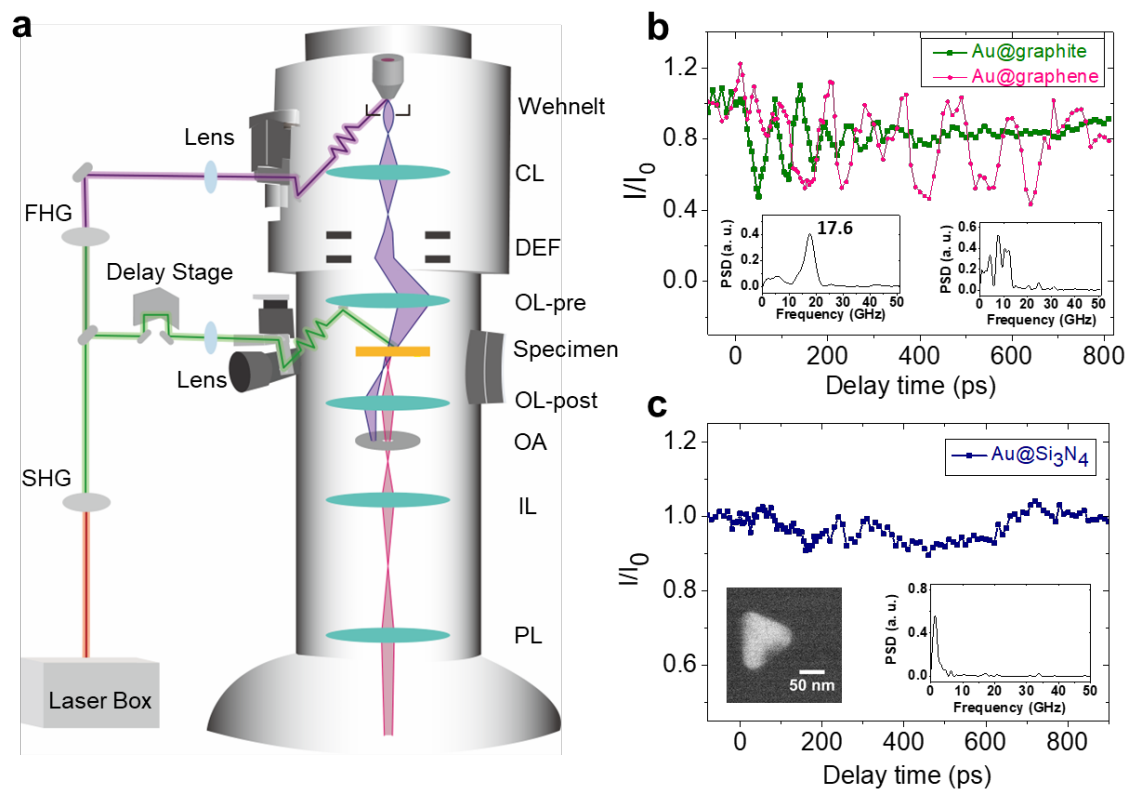 a
Wehnelt
Lens
CL
FHG
DEF
Delay Stage
OL-pre
Specimen
Lens
OL-post
OA
SHG
IL
PL
Laser Box
b
Au@graphite
Au@graphene
1.2
0.8
0.4
0.0
I/I0
17.6
0.4
0.2
0.0
PSD (a. u.)
0 10 20 30 40 50
Frequency (GHz)
0.6
0.4
0.2
0.0
PSD (a. u.)
0 10 20 30 40 50
Frequency (GHz)
0 200 400 600 800
Delay time (ps)
c
Au@Si3N4
1.2
1.0
0.8
0.6
I/I0
50 nm
0.8
0.4
0.0
PSD (a. u.)
0 10 20 30 40 50
Frequency (GHz)
0 200 400 600 800
Delay time (ps)